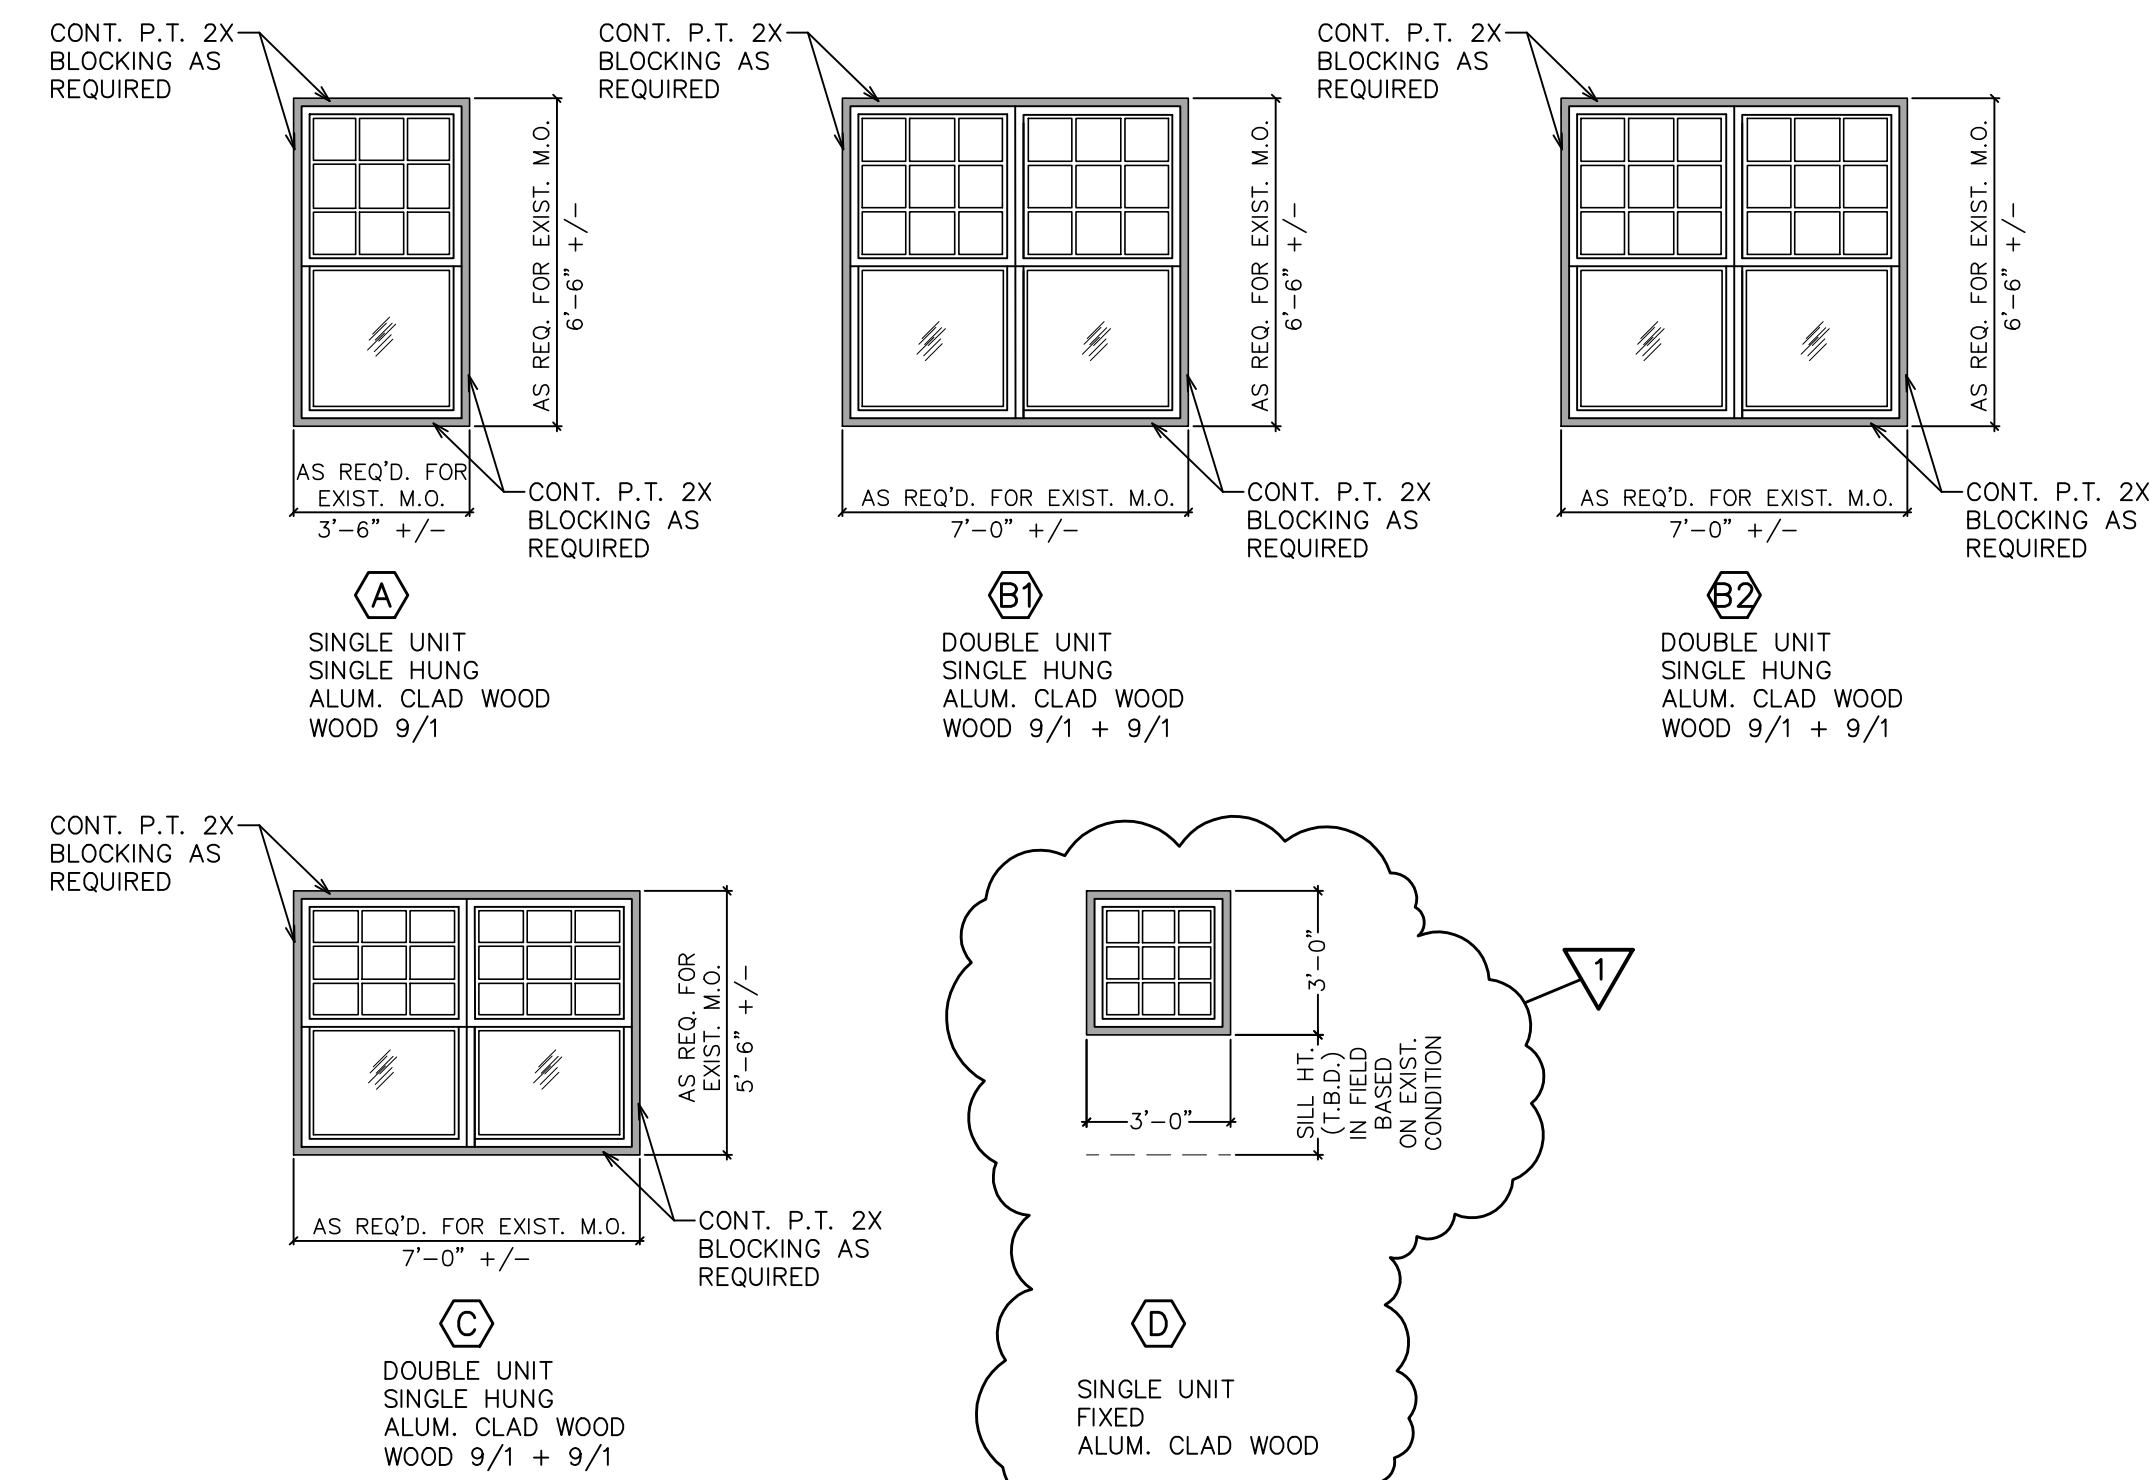 CONT. P.T. 2X
BLOCKING AS
REQUIRED
AS REQ. FOR EXIST. M.O.
6'-6" +/-
AS REQ'D. FOR
EXIST. M.O.
3'-6" +/-
CONT. P.T. 2X
BLOCKING AS
REQUIRED
A
SINGLE UNIT
SINGLE HUNG
ALUM. CLAD WOOD
WOOD 9/1
CONT. P.T. 2X
BLOCKING AS
REQUIRED
AS REQ. FOR EXIST. M.O.
6'-6" +/-
AS REQ'D. FOR EXIST. M.O.
7'-0" +/-
CONT. P.T. 2X
BLOCKING AS
REQUIRED
B1
DOUBLE UNIT
SINGLE HUNG
ALUM. CLAD WOOD
WOOD 9/1 + 9/1
CONT. P.T. 2X
BLOCKING AS
REQUIRED
AS REQ. FOR EXIST. M.O.
6'-6" +/-
AS REQ'D. FOR EXIST. M.O.
7'-0" +/-
CONT. P.T. 2X
BLOCKING AS
REQUIRED
B2
DOUBLE UNIT
SINGLE HUNG
ALUM. CLAD WOOD
WOOD 9/1 + 9/1
CONT. P.T. 2X
BLOCKING AS
REQUIRED
AS REQ. FOR
EXIST. M.O.
5'-6" +/-
AS REQ'D. FOR EXIST. M.O.
7'-0" +/-
CONT. P.T. 2X
BLOCKING AS
REQUIRED
C
DOUBLE UNIT
SINGLE HUNG
ALUM. CLAD WOOD
WOOD 9/1 + 9/1
3'-0"
SILL HT.
(T.B.D.)
IN FIELD
BASED
ON EXIST.
CONDITION
3'-0"
1
D
SINGLE UNIT
FIXED
ALUM. CLAD WOOD